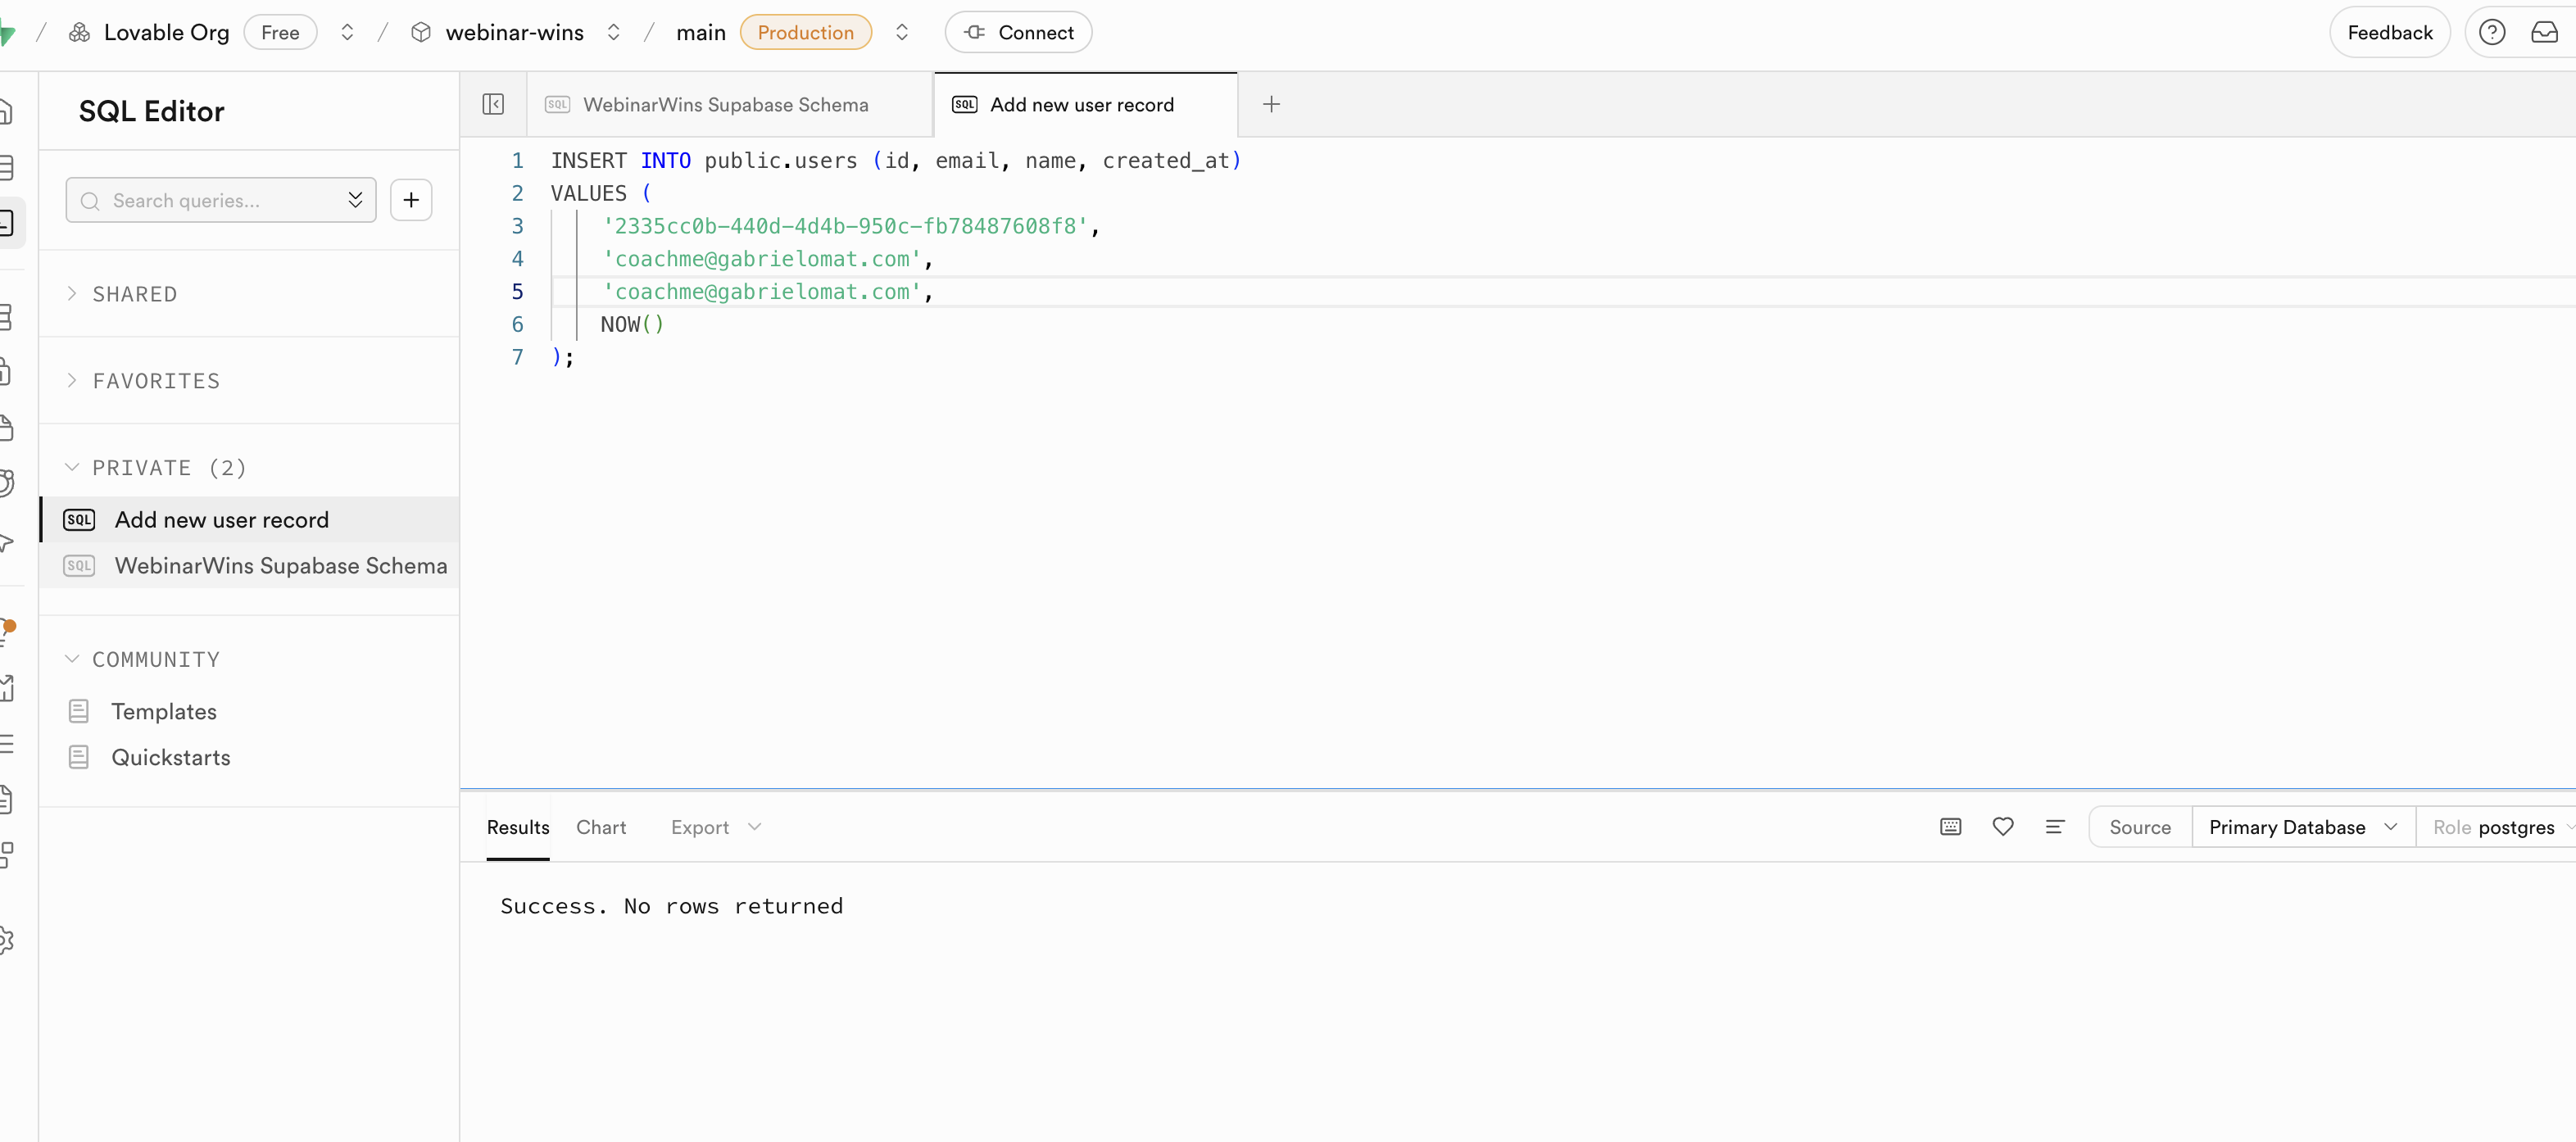 / Lovable Org Free / webinar-wins / main Production Connect Feedback
SQL Editor
Search queries...
SHARED
FAVORITES
PRIVATE (2)
SQL Add new user record
SQL WebinarWins Supabase Schema
COMMUNITY
Templates
Quickstarts
SQL WebinarWins Supabase Schema
SQL Add new user record
1 INSERT INTO public.users (id, email, name, created_at)
2 VALUES (
3 '2335cc0b-440d-4d4b-950c-fb78487608f8',
4 'coachme@gabrielomat.com',
5 'coachme@gabrielomat.com',
6 NOW()
7 );
Results Chart Export Source Primary Database Role postgres
Success. No rows returned